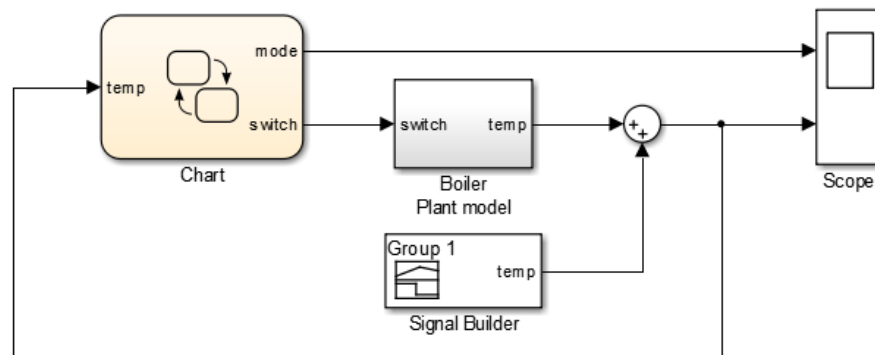 mode
temp
switch
Chart
switch
temp
Boiler
Plant model
++
Scope
Group 1
temp
Signal Builder